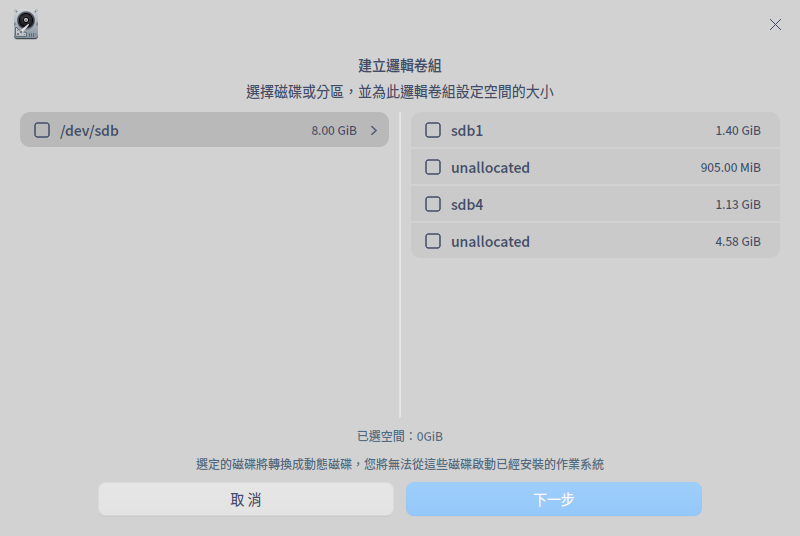 建立邏輯卷組
選擇磁碟或分區，並為此邏輯卷組設定空間的大小
/dev/sdb 8.00 GiB
sdb1 1.40 GiB
unallocated 905.00 MiB
sdb4 1.13 GiB
unallocated 4.58 GiB
已選空間：0GiB
選定的磁碟將轉換成動態磁碟，您將無法從這些磁碟啟動已經安裝的作業系統
取 消
下一步